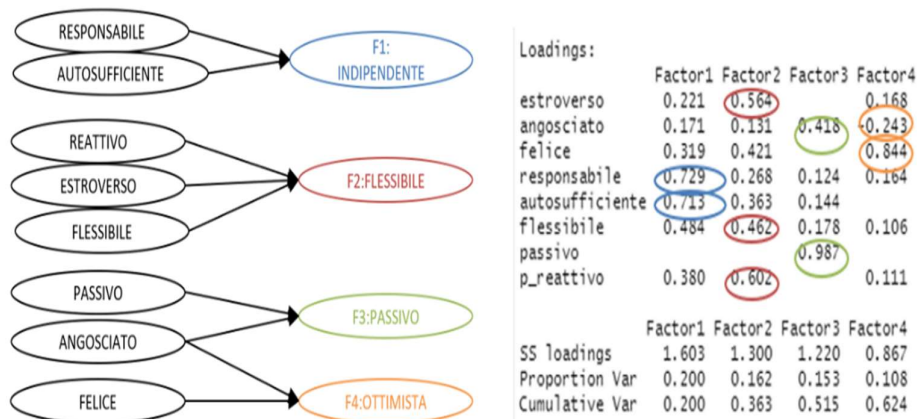 RESPONSABILE
AUTOSUFFICIENTE
F1:
INDIPENDENTE
REATTIVO
ESTROVERSO
FLESSIBILE
F2:FLESSIBILE
PASSIVO
ANGOSCIATO
FELICE
F3:PASSIVO
F4:OTTIMISTA
Loadings:
Factor1 Factor2 Factor3 Factor4
estroverso 0.221 0.564 0.168
angosciato 0.171 0.131 0.418 -0.243
felice 0.319 0.421 0.844
responsabile 0.729 0.268 0.124 0.164
autosufficiente 0.713 0.363 0.144
flessibile 0.484 0.462 0.178 0.106
passivo 0.987
p_reattivo 0.380 0.602 0.111
Factor1 Factor2 Factor3 Factor4
SS loadings 1.603 1.300 1.220 0.867
Proportion Var 0.200 0.162 0.153 0.108
Cumulative Var 0.200 0.363 0.515 0.624